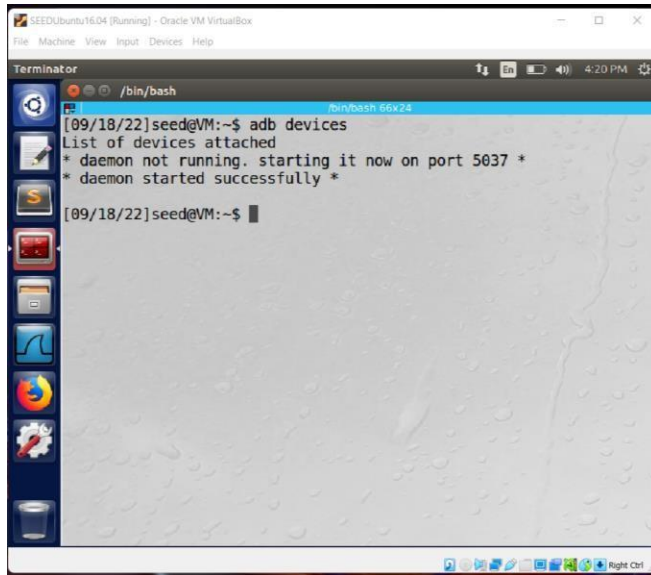 SEEDUbuntu16.04 [Running] - Oracle VM VirtualBox
File Machine View Input Devices Help
Terminator En 4:20 PM
/bin/bash
/bin/bash 66x24
[09/18/22]seed@VM:~$ adb devices
List of devices attached
* daemon not running. starting it now on port 5037 *
* daemon started successfully *
[09/18/22]seed@VM:~$
S
Right Ctrl